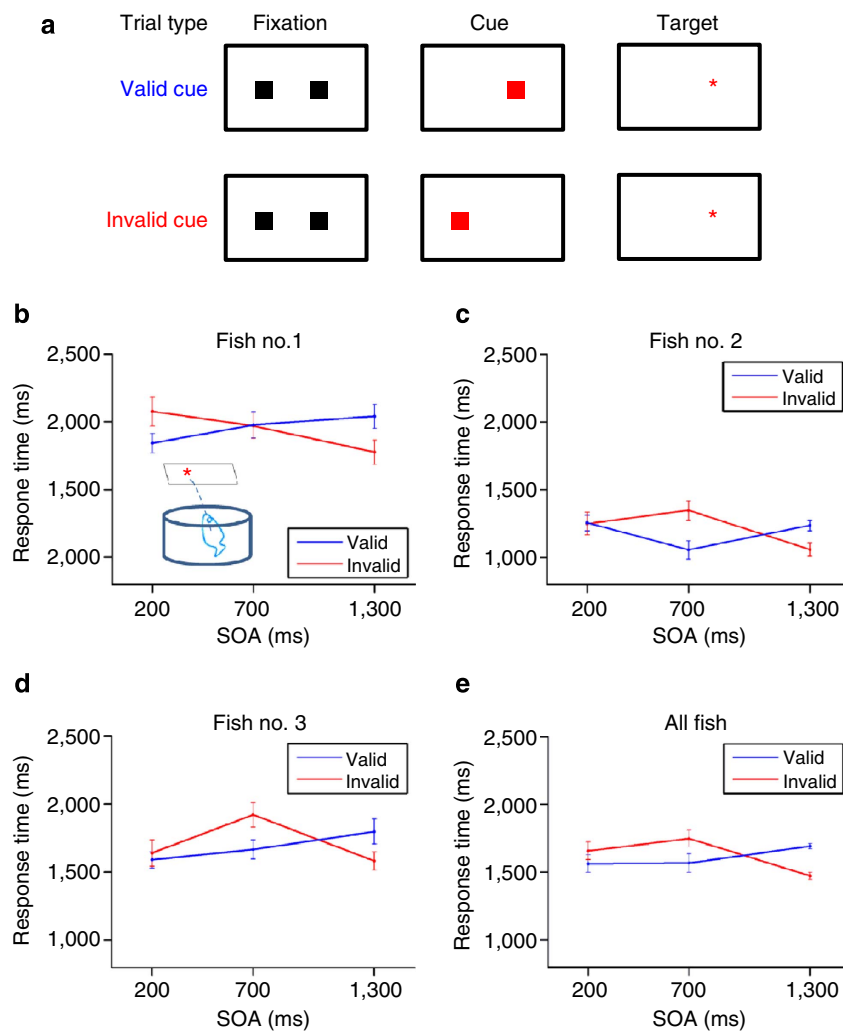 a
Trial type Fixation Cue Target
Valid cue
*
Invalid cue
*
b
Fish no.1
2,500
2,000
1,500
2,000
Respone time (ms)
*
Valid
Invalid
200 700 1,300
SOA (ms)
c
Fish no. 2
2,500
2,000
1,500
1,000
Response time (ms)
Valid
Invalid
200 700 1,300
SOA (ms)
d
Fish no. 3
2,500
2,000
1,500
1,000
Response time (ms)
Valid
Invalid
200 700 1,300
SOA (ms)
e
All fish
2,500
2,000
1,500
1,000
Response time (ms)
Valid
Invalid
200 700 1,300
SOA (ms)